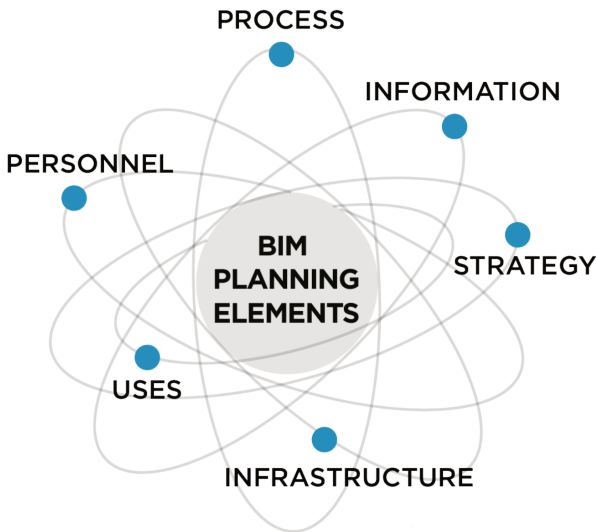 PROCESS
INFORMATION
PERSONNEL
BIM
PLANNING
ELEMENTS
STRATEGY
USES
INFRASTRUCTURE